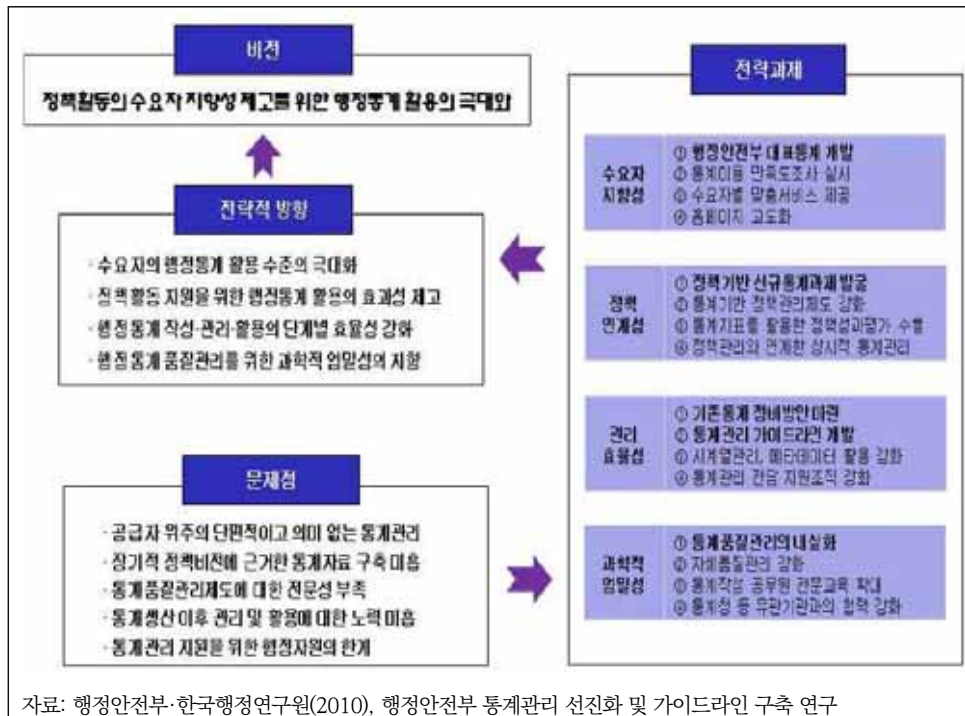 비전
정책활동의 수요자 지향성 제고를 위한 행정통계 활용의 극대화
전략적 방향
· 수요자의 행정통계 활용 수준의 극대화
· 정책활동 지원을 위한 행정통계 활용의 효과성 제고
· 행정통계 작성·관리·활용의 단계별 효율성 강화
· 행정통계 품질관리를 위한 과학적 엄밀성의 지향
문제점
· 공급자 위주의 단편적이고 의미 없는 통계관리
· 장기적 정책비전에 근거한 통계자료 구축 미흡
· 통계품질관리제도에 대한 전문성 부족
· 통계생산 이후 관리 및 활용에 대한 노력 미흡
· 통계관리 지원을 위한 행정자원의 한계
전략과제
수요자
지향성
① 행정안전부 대표통계 개발
② 통계이용 만족도조사 실시
③ 수요자별 맞춤서비스 제공
④ 홈페이지 고도화
정책
연계성
① 정책기반 신규통계과제 발굴
② 통계기반 정책관리제도 강화
③ 통계지표를 활용한 정책성과평가 수행
④ 정책관리와 연계한 상시적 통계관리
관리
효율성
① 기존통계 정비방안 마련
② 통계관리 가이드라인 개발
③ 시계열관리, 메타데이터 활용 강화
④ 통계관리 전담 지원조직 강화
과학적
엄밀성
① 통계품질관리의 내실화
② 자체품질관리 강화
③ 통계작성 공무원 전문교육 확대
④ 통계청 등 유관기관과의 협력 강화
자료: 행정안전부·한국행정연구원(2010), 행정안전부 통계관리 선진화 및 가이드라인 구축 연구